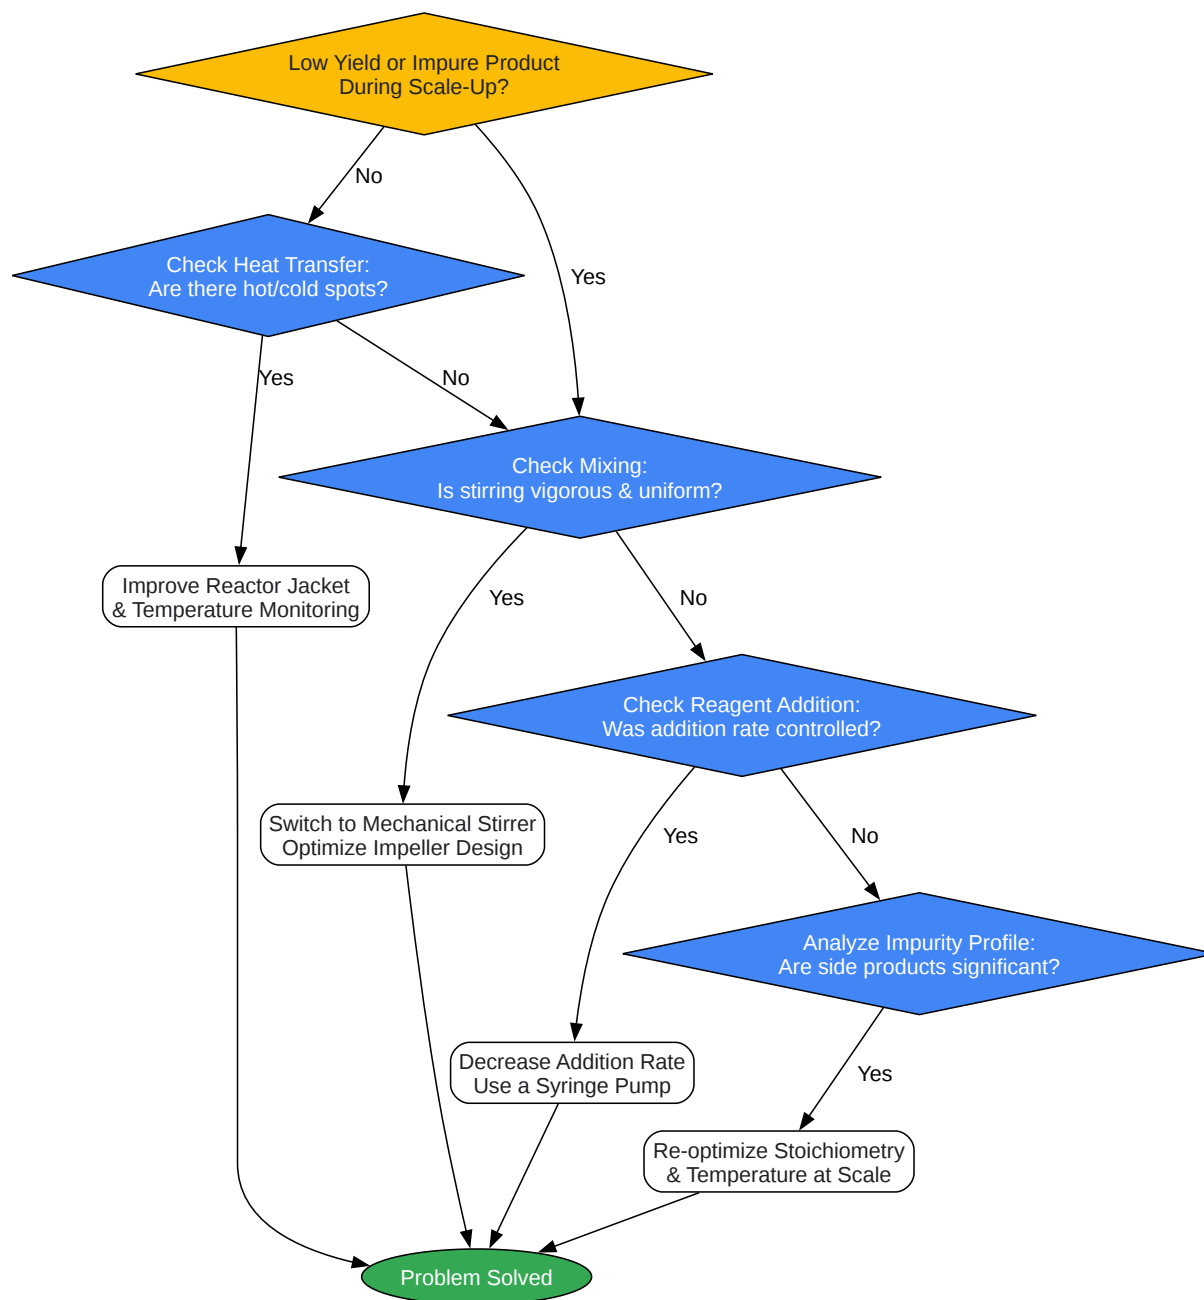 Low Yield or Impure Product
During Scale-Up?
No
Yes
Check Heat Transfer:
Are there hot/cold spots?
Yes
No
Check Mixing:
Is stirring vigorous & uniform?
Improve Reactor Jacket
& Temperature Monitoring
Yes
No
Check Reagent Addition:
Was addition rate controlled?
Switch to Mechanical Stirrer
Optimize Impeller Design
Yes
No
Analyze Impurity Profile:
Are side products significant?
Decrease Addition Rate
Use a Syringe Pump
Yes
Re-optimize Stoichiometry
& Temperature at Scale
Problem Solved